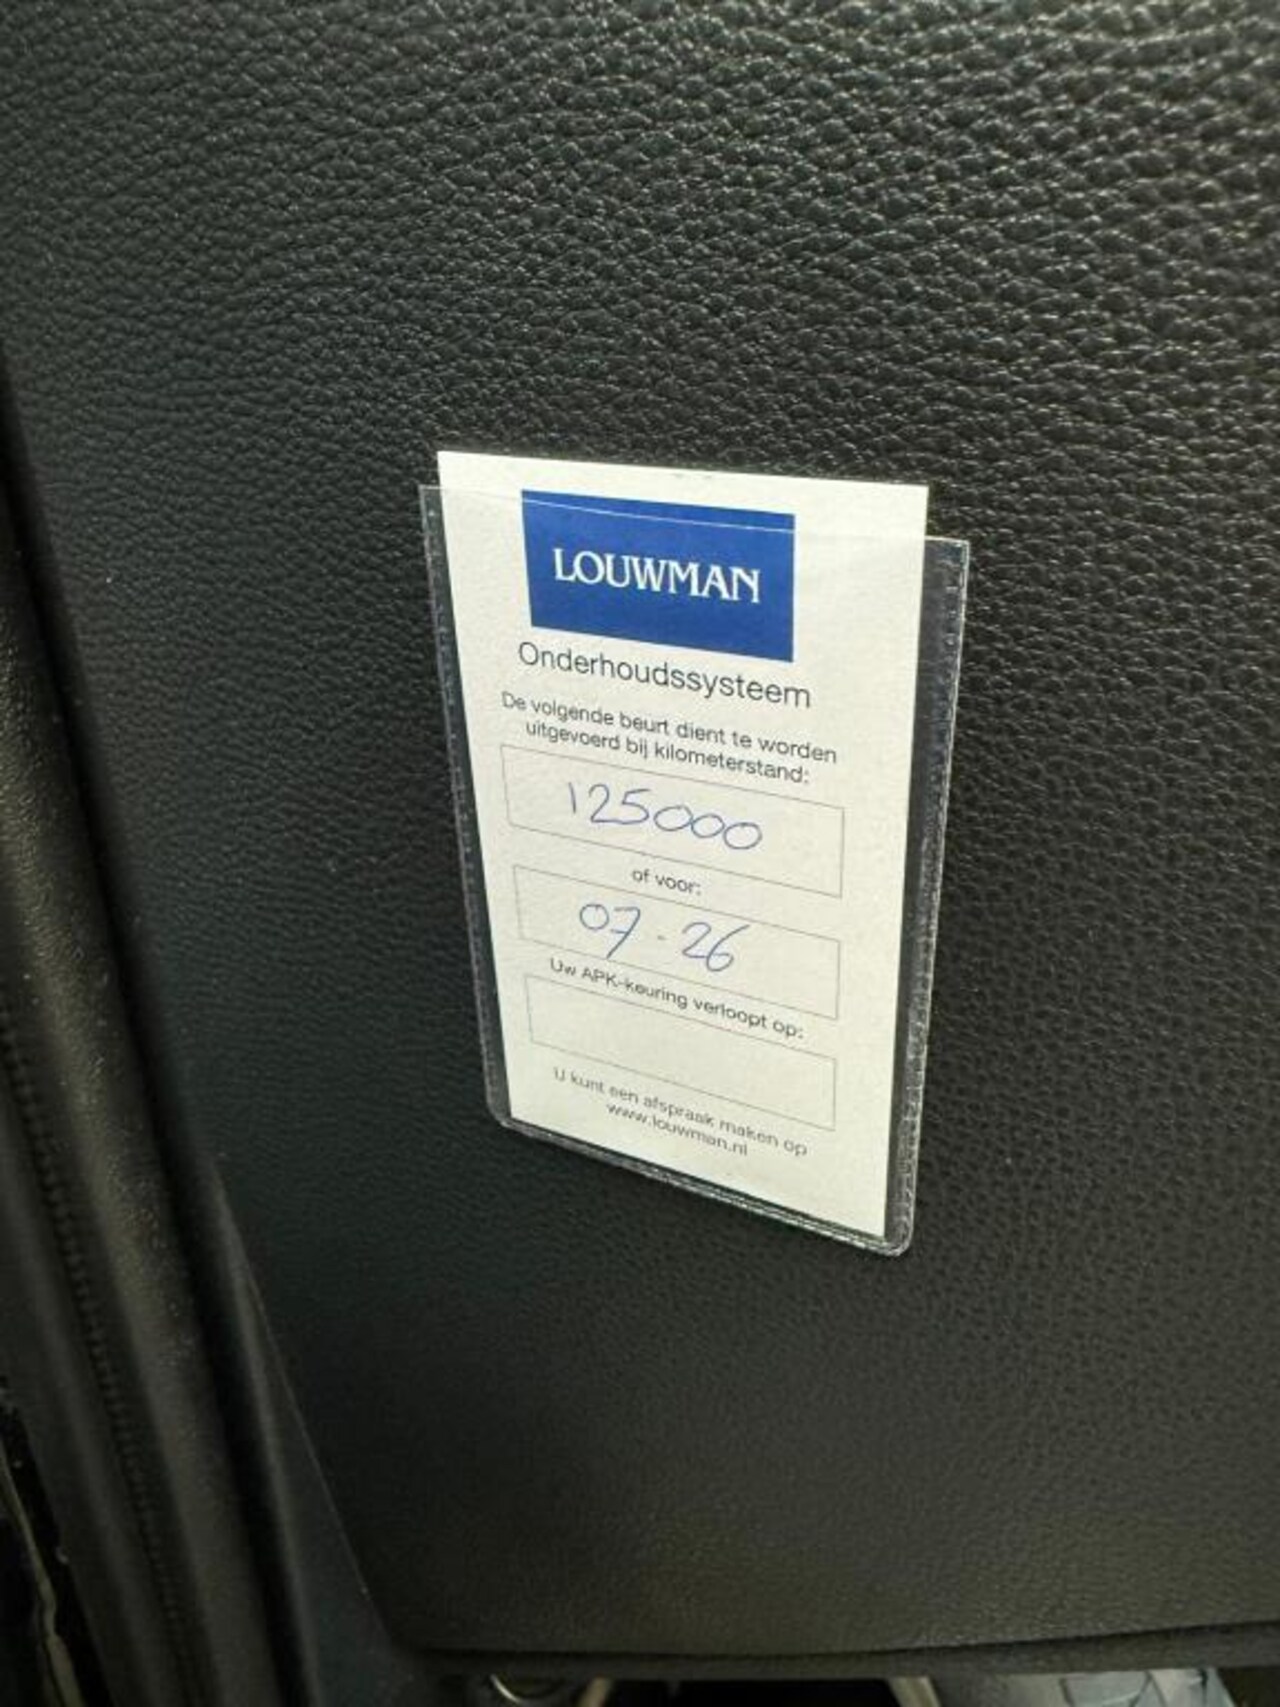 LOUWMAN
Onderhoudssysteem
De volgende beurt dient te worden
uitgevoerd bij kilometerstand:
125000
of voor:
07-26
Uw APK-keuring verloopt op:
U kunt een afspraak maken op
www.louwman.nl